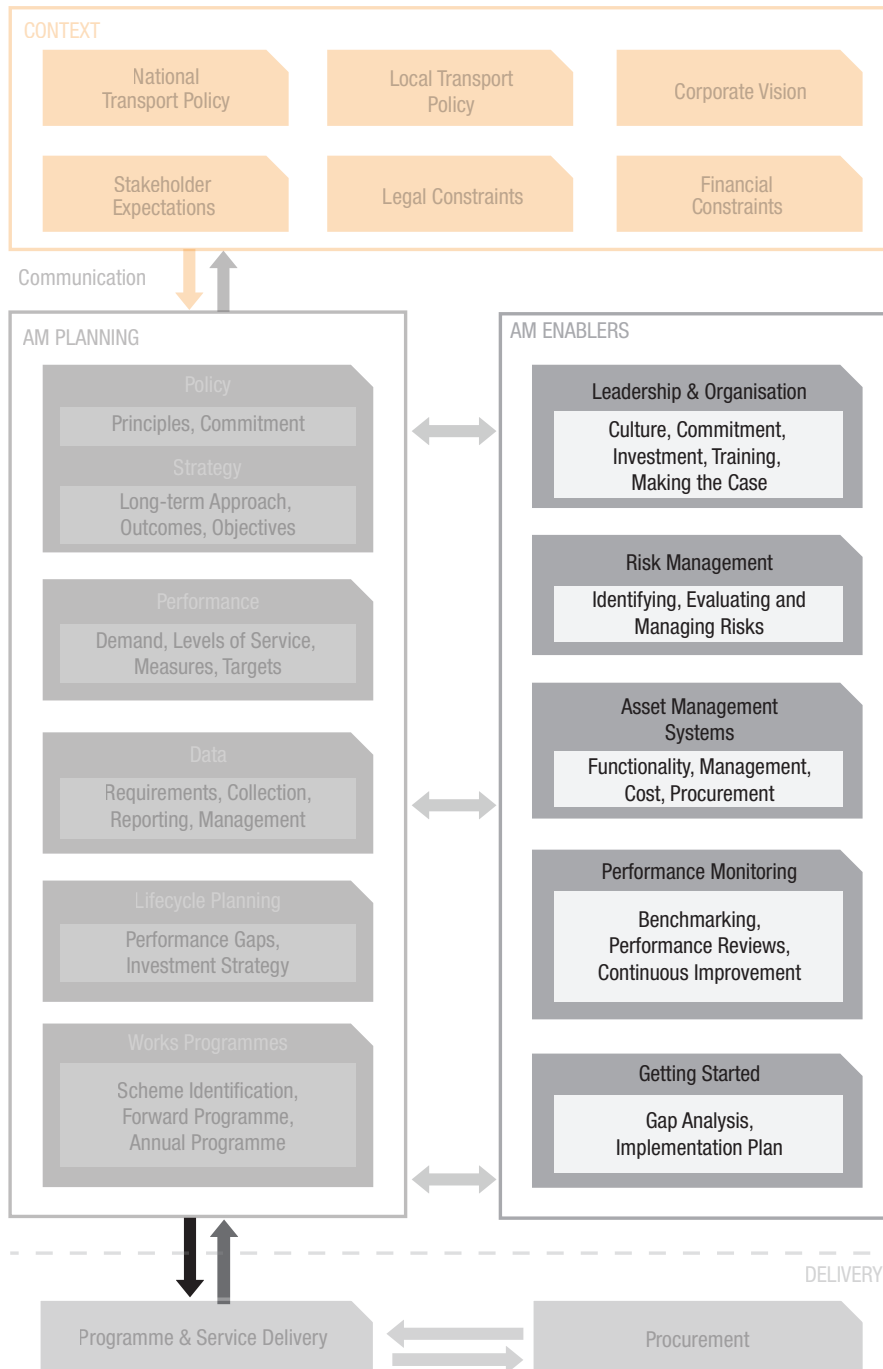 CONTEXT
National
Transport Policy
Local Transport
Policy
Corporate Vision
Stakeholder
Expectations
Legal Constraints
Financial
Constraints
Communication
AM PLANNING
Policy
Principles, Commitment
Strategy
Long-term Approach,
Outcomes, Objectives
Performance
Demand, Levels of Service,
Measures, Targets
Data
Requirements, Collection,
Reporting, Management
Lifecycle Planning
Performance Gaps,
Investment Strategy
Works Programmes
Scheme Identification,
Forward Programme,
Annual Programme
AM ENABLERS
Leadership & Organisation
Culture, Commitment,
Investment, Training,
Making the Case
Risk Management
Identifying, Evaluating and
Managing Risks
Asset Management
Systems
Functionality, Management,
Cost, Procurement
Performance Monitoring
Benchmarking,
Performance Reviews,
Continuous Improvement
Getting Started
Gap Analysis,
Implementation Plan
DELIVERY
Programme & Service Delivery
Procurement